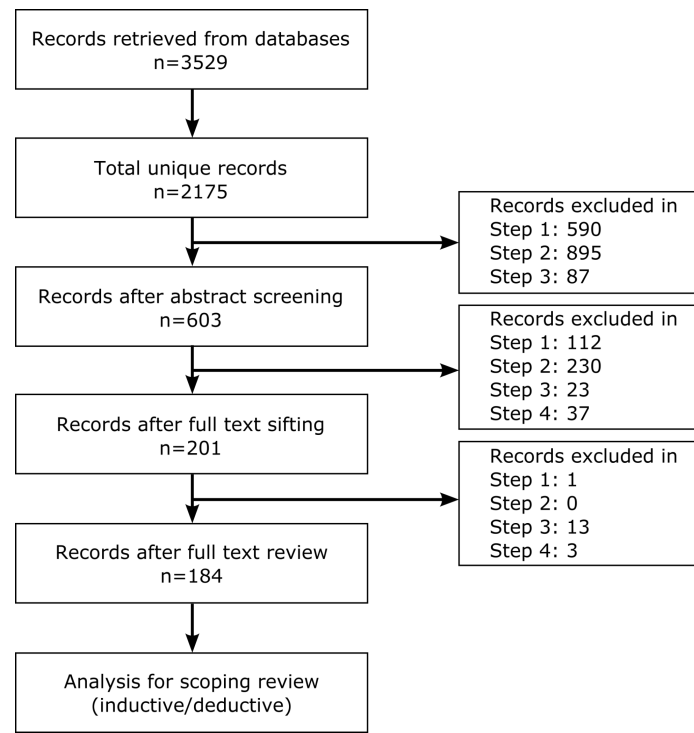 Records retrieved from databases
n=3529
Total unique records
n=2175
Records excluded in
Step 1: 590
Step 2: 895
Step 3: 87
Records after abstract screening
n=603
Records excluded in
Step 1: 112
Step 2: 230
Step 3: 23
Step 4: 37
Records after full text sifting
n=201
Records excluded in
Step 1: 1
Step 2: 0
Step 3: 13
Step 4: 3
Records after full text review
n=184
Analysis for scoping review
(inductive/deductive)